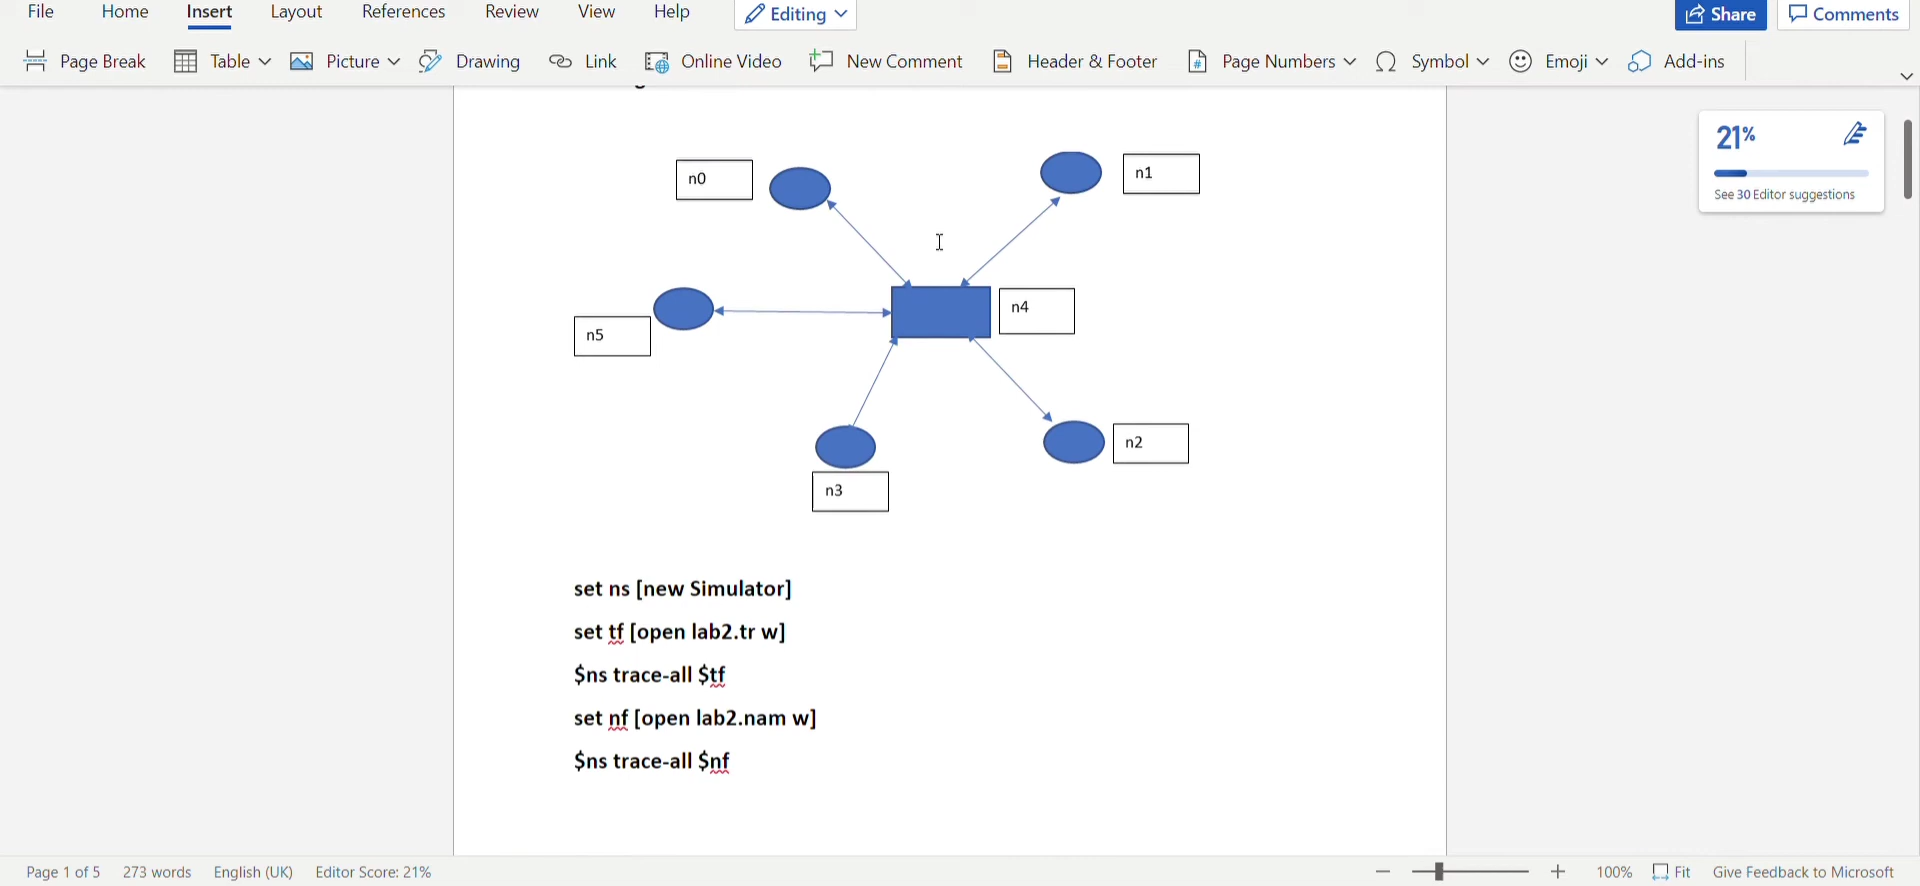 File Home Insert Layout References Review View Help Editing Share Comments
Page Break Table Picture Drawing Link Online Video New Comment Header & Footer Page Numbers Symbol Emoji Add-ins
21%
See 30 Editor suggestions
n0
n1
n4
n5
n2
n3
set ns [new Simulator]
set tf [open lab2.tr w]
$ns trace-all $tf
set nf [open lab2.nam w]
$ns trace-all $nf
Page 1 of 5 273 words English (UK) Editor Score: 21% 100% Fit Give Feedback to Microsoft